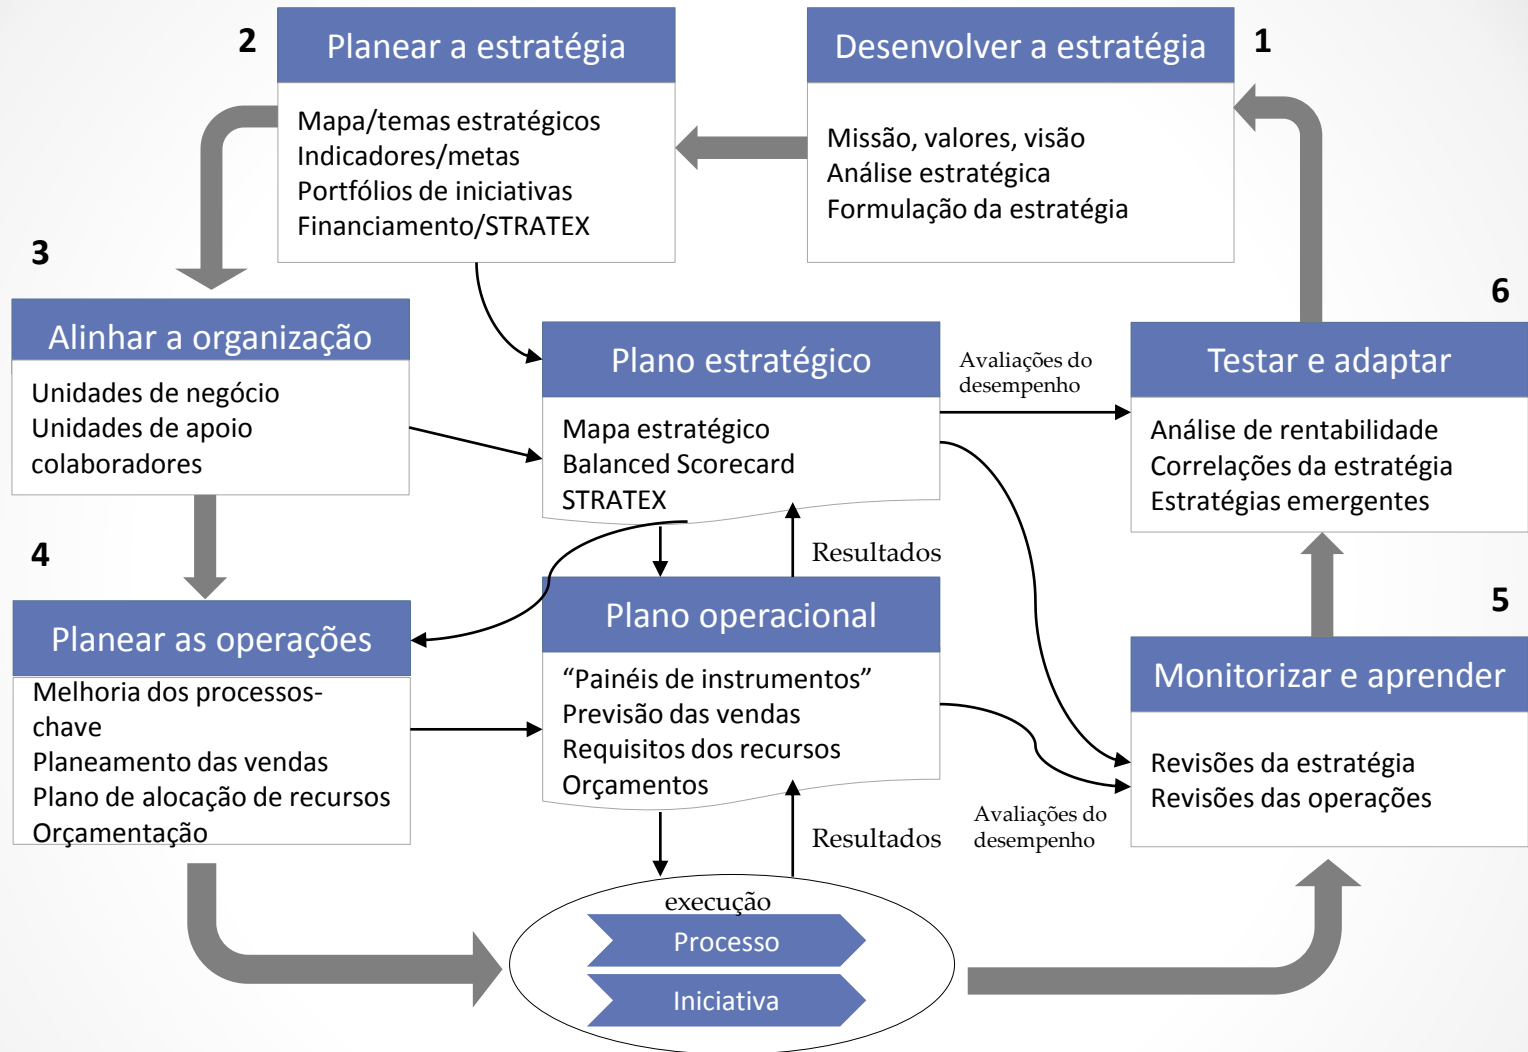 2
Planear a estratégia
Mapa/temas estratégicos
Indicadores/metas
Portfólios de iniciativas
Financiamento/STRATEX
Desenvolver a estratégia
1
Missão, valores, visão
Análise estratégica
Formulação da estratégia
3
Alinhar a organização
Unidades de negócio
Unidades de apoio
colaboradores
Plano estratégico
Mapa estratégico
Balanced Scorecard
STRATEX
Avaliações do
desempenho
6
Testar e adaptar
Análise de rentabilidade
Correlações da estratégia
Estratégias emergentes
Resultados
4
Planear as operações
Melhoria dos processos-
chave
Planeamento das vendas
Plano de alocação de recursos
Orçamentação
Plano operacional
“Painéis de instrumentos”
Previsão das vendas
Requisitos dos recursos
Orçamentos
5
Monitorizar e aprender
Revisões da estratégia
Revisões das operações
Resultados
Avaliações do
desempenho
execução
Processo
Iniciativa